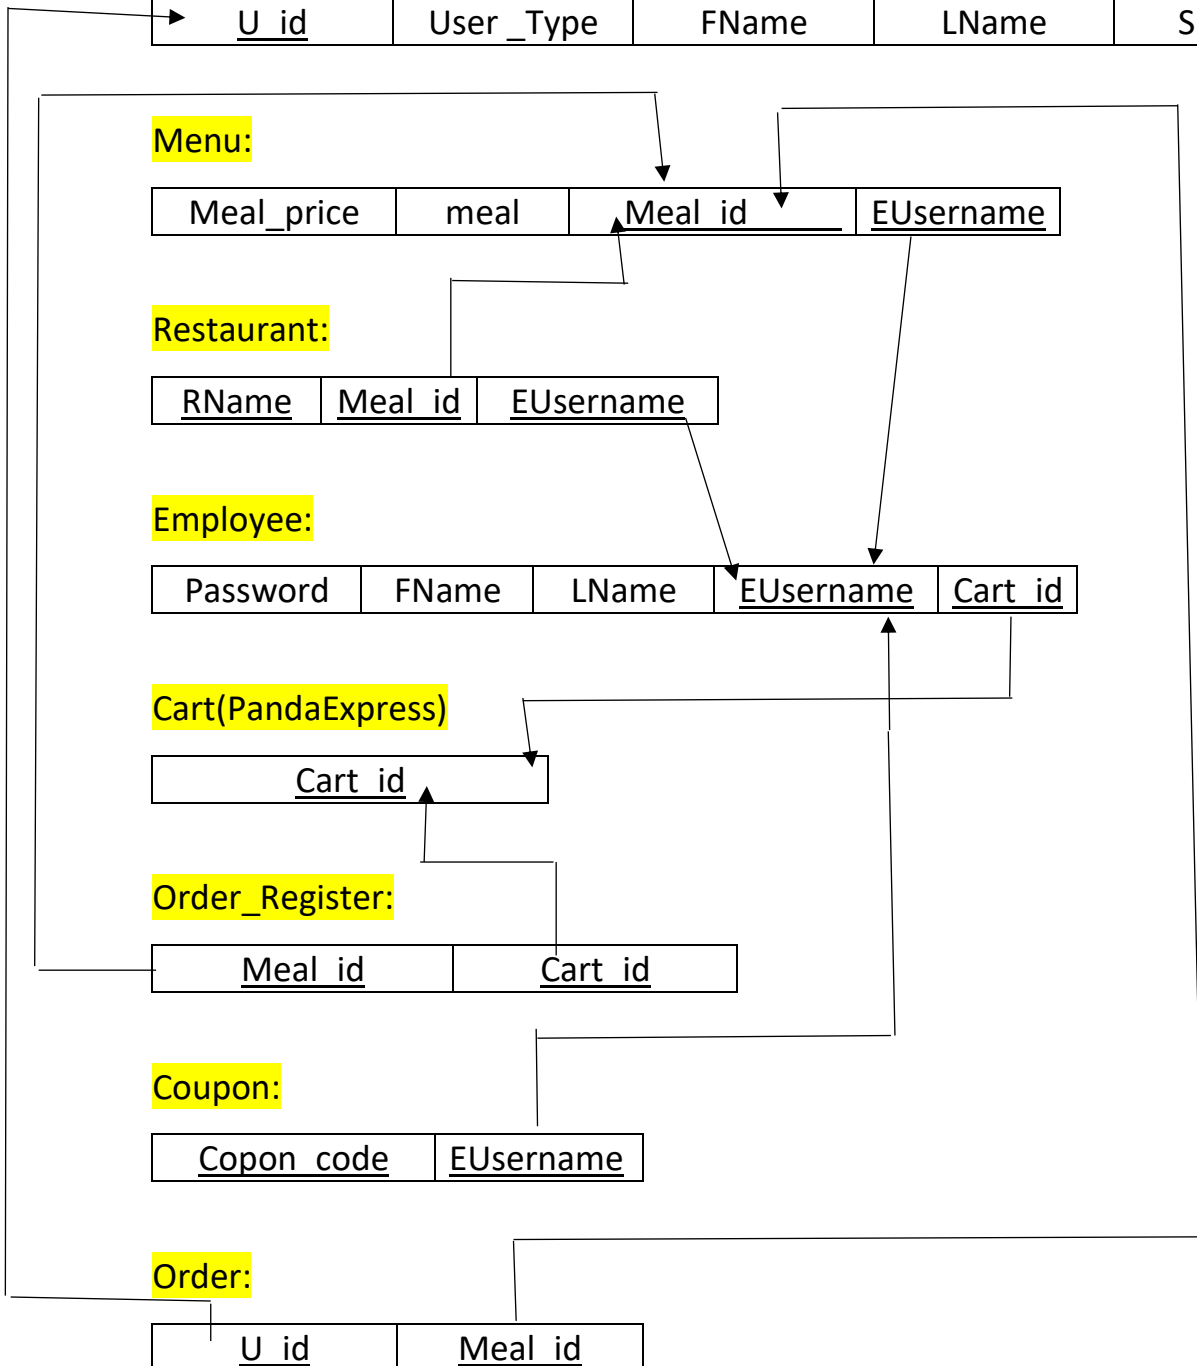 U_id User _Type FName LName S
Menu:
Meal_price meal Meal_id EUsername
Restaurant:
RName Meal_id EUsername
Employee:
Password FName LName EUsername Cart_id
Cart(PandaExpress)
Cart_id
Order_Register:
Meal_id Cart_id
Coupon:
Copon_code EUsername
Order:
U_id Meal_id